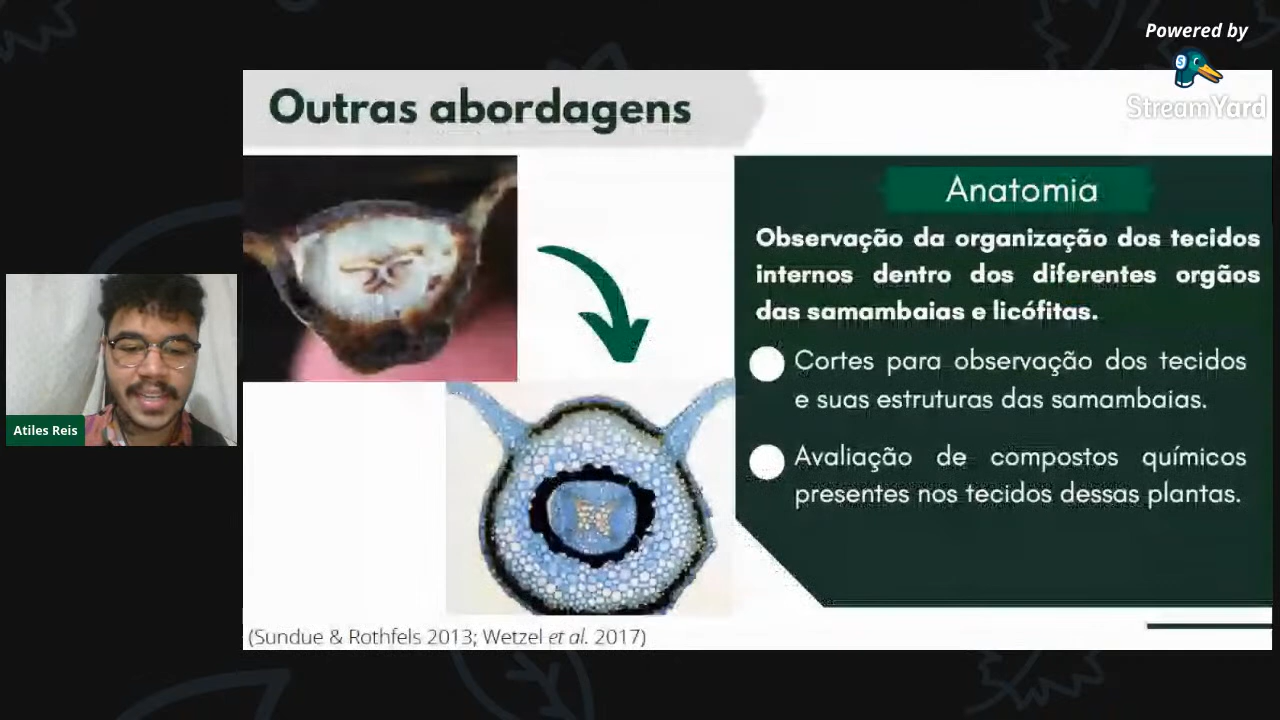 Powered by
StreamYard
Outras abordagens
Anatomia
Observação da organização dos tecidos
internos dentro dos diferentes orgãos
das samambaias e licófitas.
Cortes para observação dos tecidos
e suas estruturas das samambaias.
Avaliação de compostos químicos
presentes nos tecidos dessas plantas.
Atiles Reis
(Sundue & Rothfels 2013; Wetzel et al. 2017)